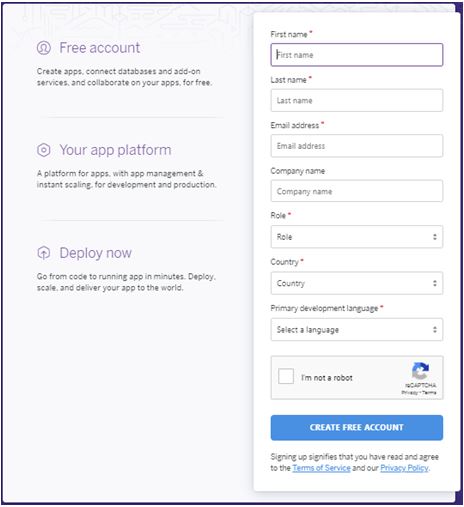 Free account
Create apps, connect databases and add-on
services, and collaborate on your apps, for free.
Your app platform
A platform for apps, with app management &
instant scaling, for development and production.
Deploy now
Go from code to running app in minutes. Deploy,
scale, and deliver your app to the world.
First name *
First name
Last name *
Last name
Email address *
Email address
Company name
Company name
Role *
Role
Country *
Country
Primary development language *
Select a language
I'm not a robot
reCAPTCHA
Privacy - Terms
CREATE FREE ACCOUNT
Signing up signifies that you have read and agree
to the Terms of Service and our Privacy Policy.